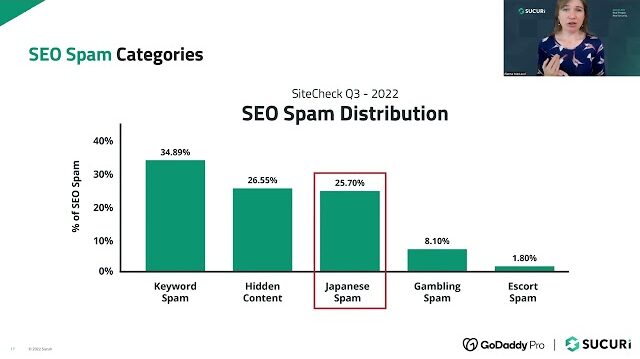 SEO Spam Categories
SUCURi
SiteCheck Q3 - 2022
SEO Spam Distribution
% of SEO Spam
40%
30%
20%
10%
0%
34.89%
26.55%
25.70%
8.10%
1.80%
Keyword
Spam
Hidden
Content
Japanese
Spam
Gambling
Spam
Escort
Spam
© 2022 Sucuri
GoDaddy Pro
SUCURi